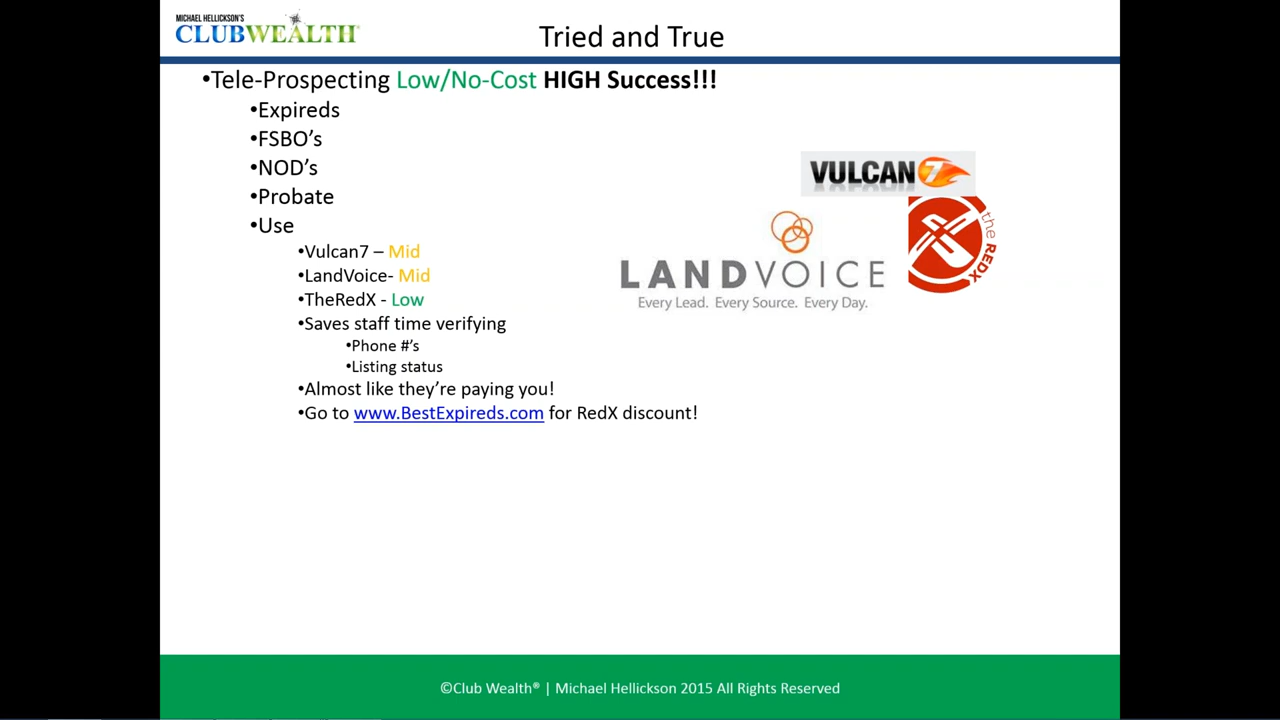 MICHAEL HELLICKSON'S
CLUBWEALTH®
Tried and True
•Tele-Prospecting Low/No-Cost HIGH Success!!!
•Expireds
•FSBO’s
•NOD’s
•Probate
•Use
•Vulcan7 – Mid
•LandVoice- Mid
•TheRedX - Low
•Saves staff time verifying
•Phone #’s
•Listing status
•Almost like they’re paying you!
•Go to www.BestExpireds.com for RedX discount!
VULCAN7
the REDX
LANDVOICE
Every Lead. Every Source. Every Day.
©Club Wealth® | Michael Hellickson 2015 All Rights Reserved